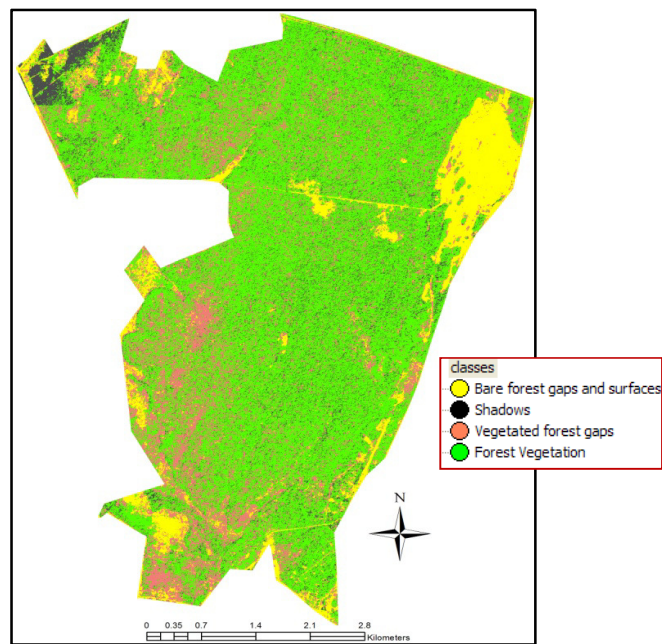 classes
Bare forest gaps and surfaces
Shadows
Vegetated forest gaps
Forest Vegetation
N
0 0.35 0.7 1.4 2.1 2.8
Kilometers